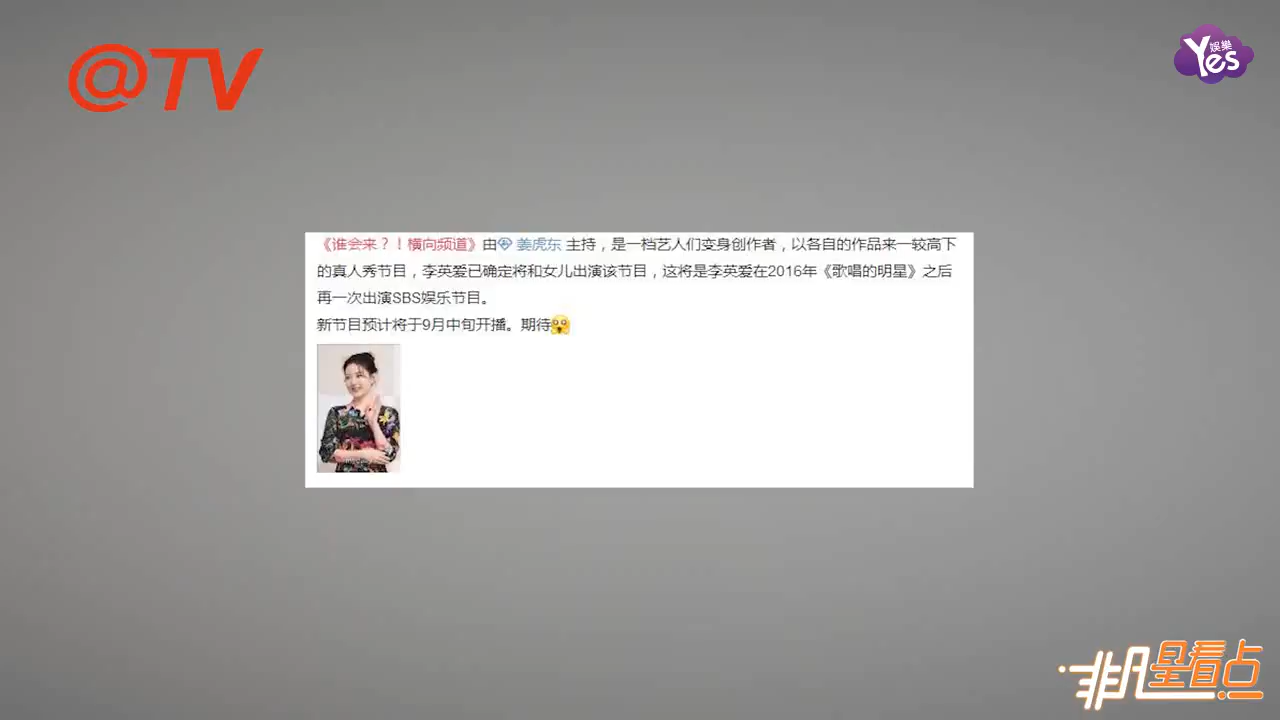 @TV
Yes
娱樂
《谁会来？！横向频道》由 姜虎东 主持，是一档艺人们变身创作者，以各自的作品来一较高下
的真人秀节目，李英爱已确定将和女儿出演该节目，这将是李英爱在2016年《歌唱的明星》之后
再一次出演SBS娱乐节目。
新节目预计将于9月中旬开播。期待
非凡星看点